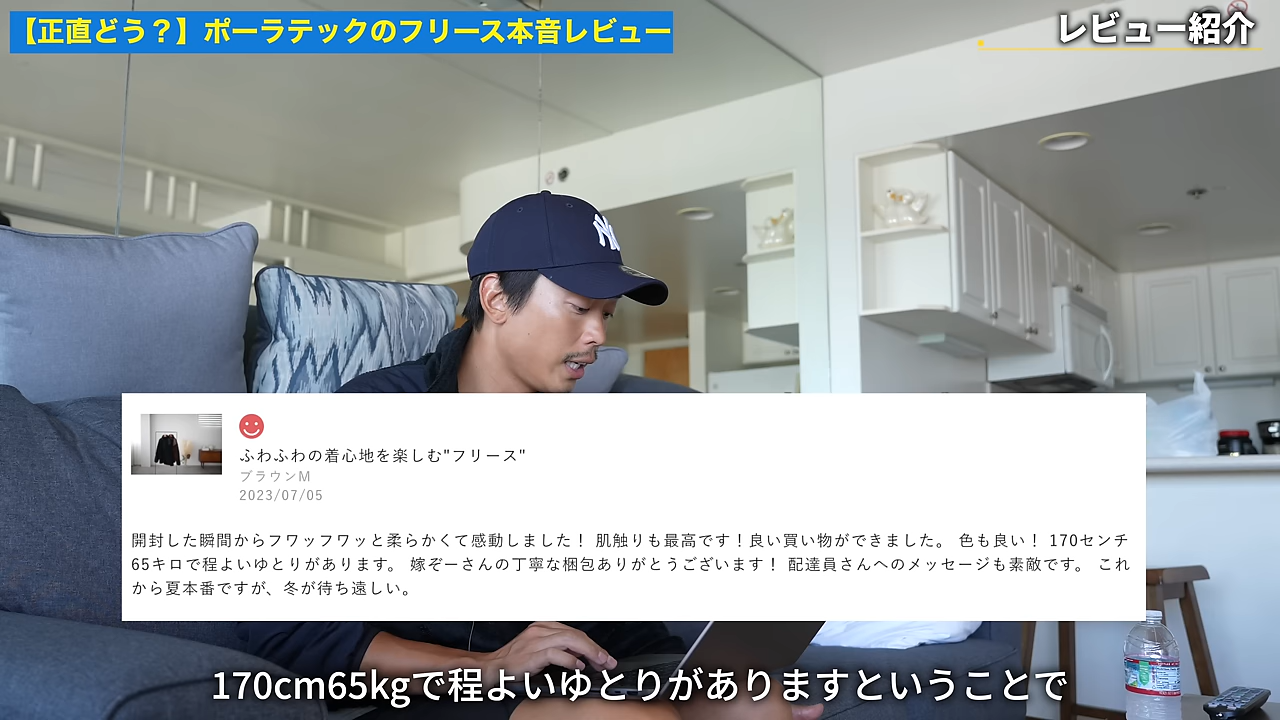 【正直どう？】ポーラテックのフリース本音レビュー
レビュー紹介
NY
ふわふわの着心地を楽しむ"フリース"
ブラウンM
2023/07/05
開封した瞬間からフワッフワッと柔らかくて感動しました！ 肌触りも最高です！良い買い物ができました。 色も良い！ 170センチ
65キロで程よいゆとりがあります。 嫁ぞーさんの丁寧な梱包ありがとうございます！ 配達員さんへのメッセージも素敵です。 これ
から夏本番ですが、冬が待ち遠しい。
170cm65kgで程よいゆとりがありますということで